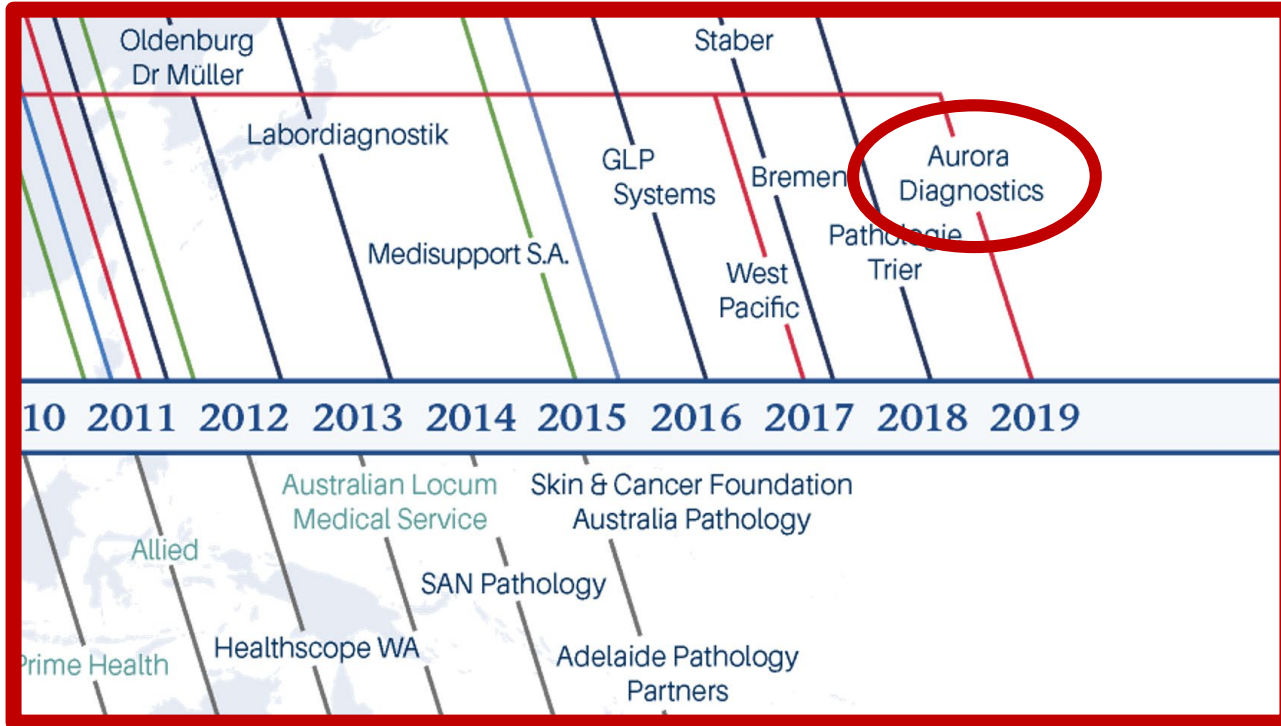 Oldenburg
Dr Müller
Staber
Labordiagnostik
GLP
Systems
Bremen
Aurora
Diagnostics
Medisupport S.A.
West
Pacific
Pathologie
Trier
10 2011 2012 2013 2014 2015 2016 2017 2018 2019
Australian Locum
Medical Service
Skin & Cancer Foundation
Australia Pathology
Allied
SAN Pathology
Healthscope WA
Prime Health
Adelaide Pathology
Partners